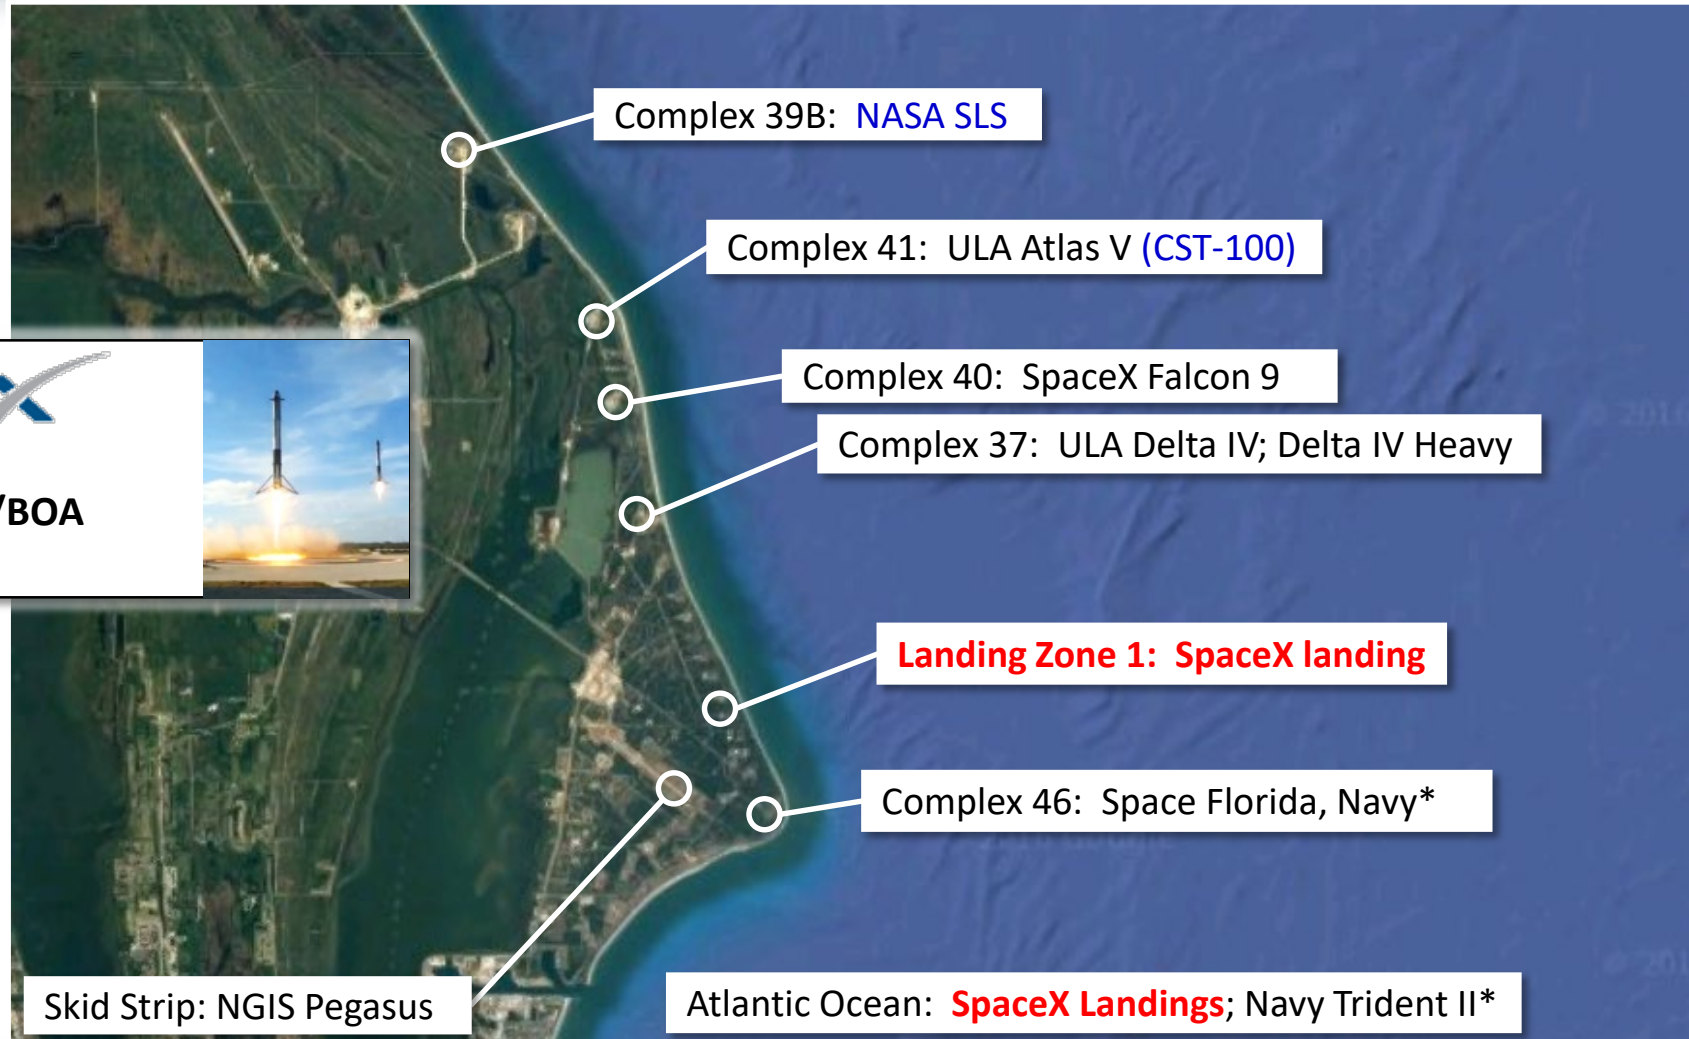 Complex 39B: NASA SLS
Complex 41: ULA Atlas V (CST-100)
Complex 40: SpaceX Falcon 9
Complex 37: ULA Delta IV; Delta IV Heavy
/BOA
Landing Zone 1: SpaceX landing
Complex 46: Space Florida, Navy*
Skid Strip: NGIS Pegasus
Atlantic Ocean: SpaceX Landings; Navy Trident II*